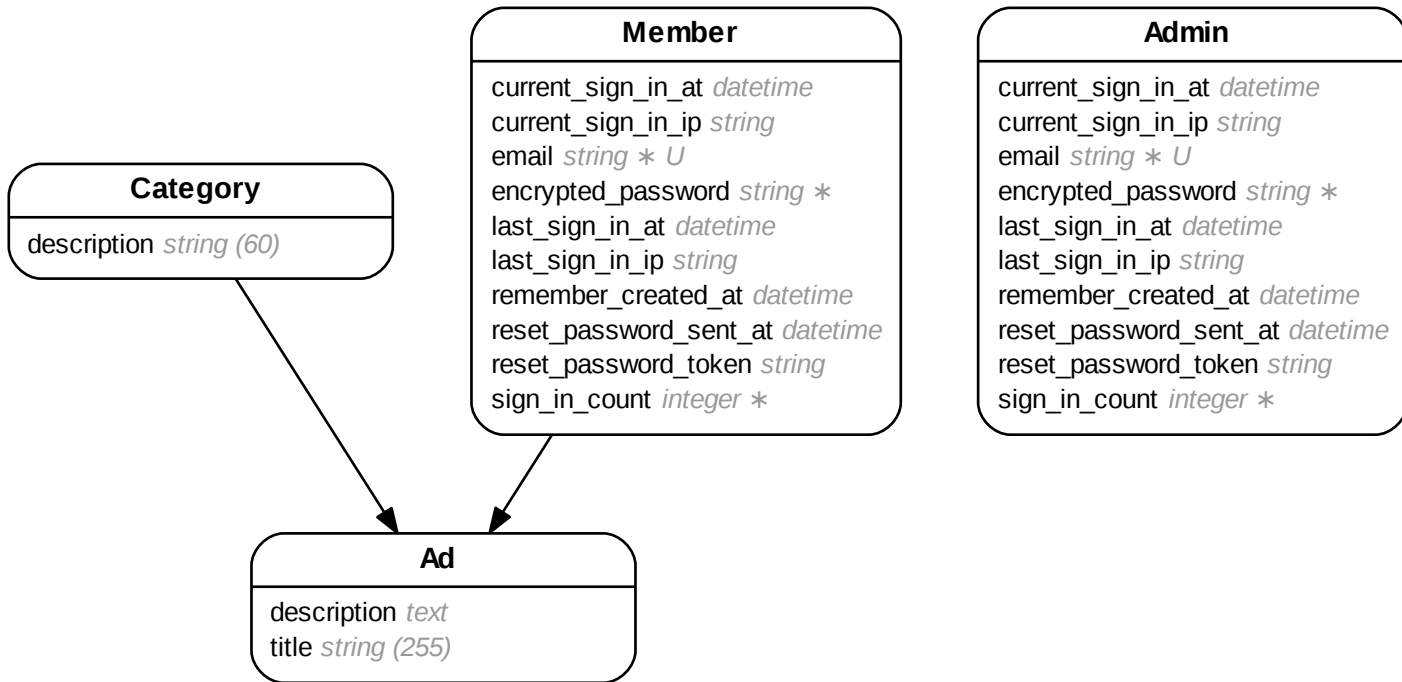 Member
current_sign_in_at datetime
current_sign_in_ip string
email string ∗ U
encrypted_password string ∗
last_sign_in_at datetime
last_sign_in_ip string
remember_created_at datetime
reset_password_sent_at datetime
reset_password_token string
sign_in_count integer ∗
Admin
current_sign_in_at datetime
current_sign_in_ip string
email string ∗ U
encrypted_password string ∗
last_sign_in_at datetime
last_sign_in_ip string
remember_created_at datetime
reset_password_sent_at datetime
reset_password_token string
sign_in_count integer ∗
Category
description string (60)
Ad
description text
title string (255)